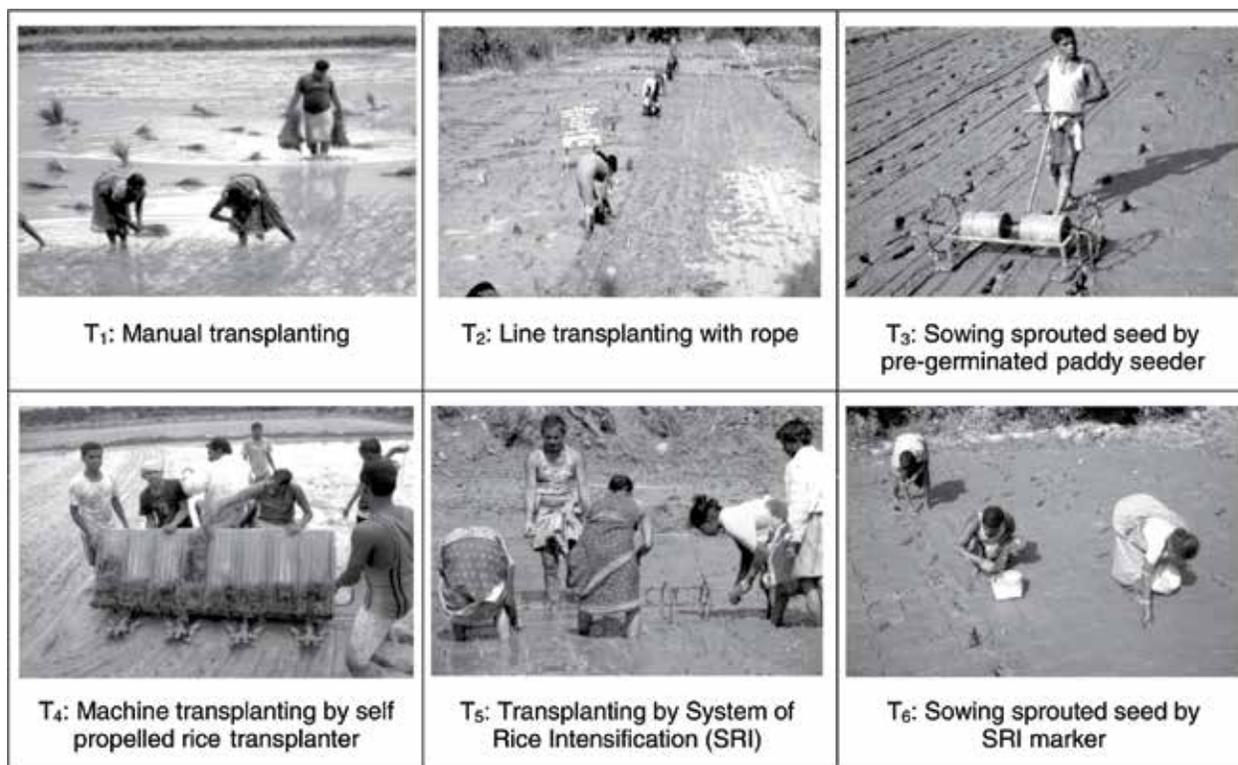 T₁: Manual transplanting
T₂: Line transplanting with rope
T₃: Sowing sprouted seed by
pre-germinated paddy seeder
T₄: Machine transplanting by self
propelled rice transplanter
T₅: Transplanting by System of
Rice Intensification (SRI)
T₆: Sowing sprouted seed by
SRI marker